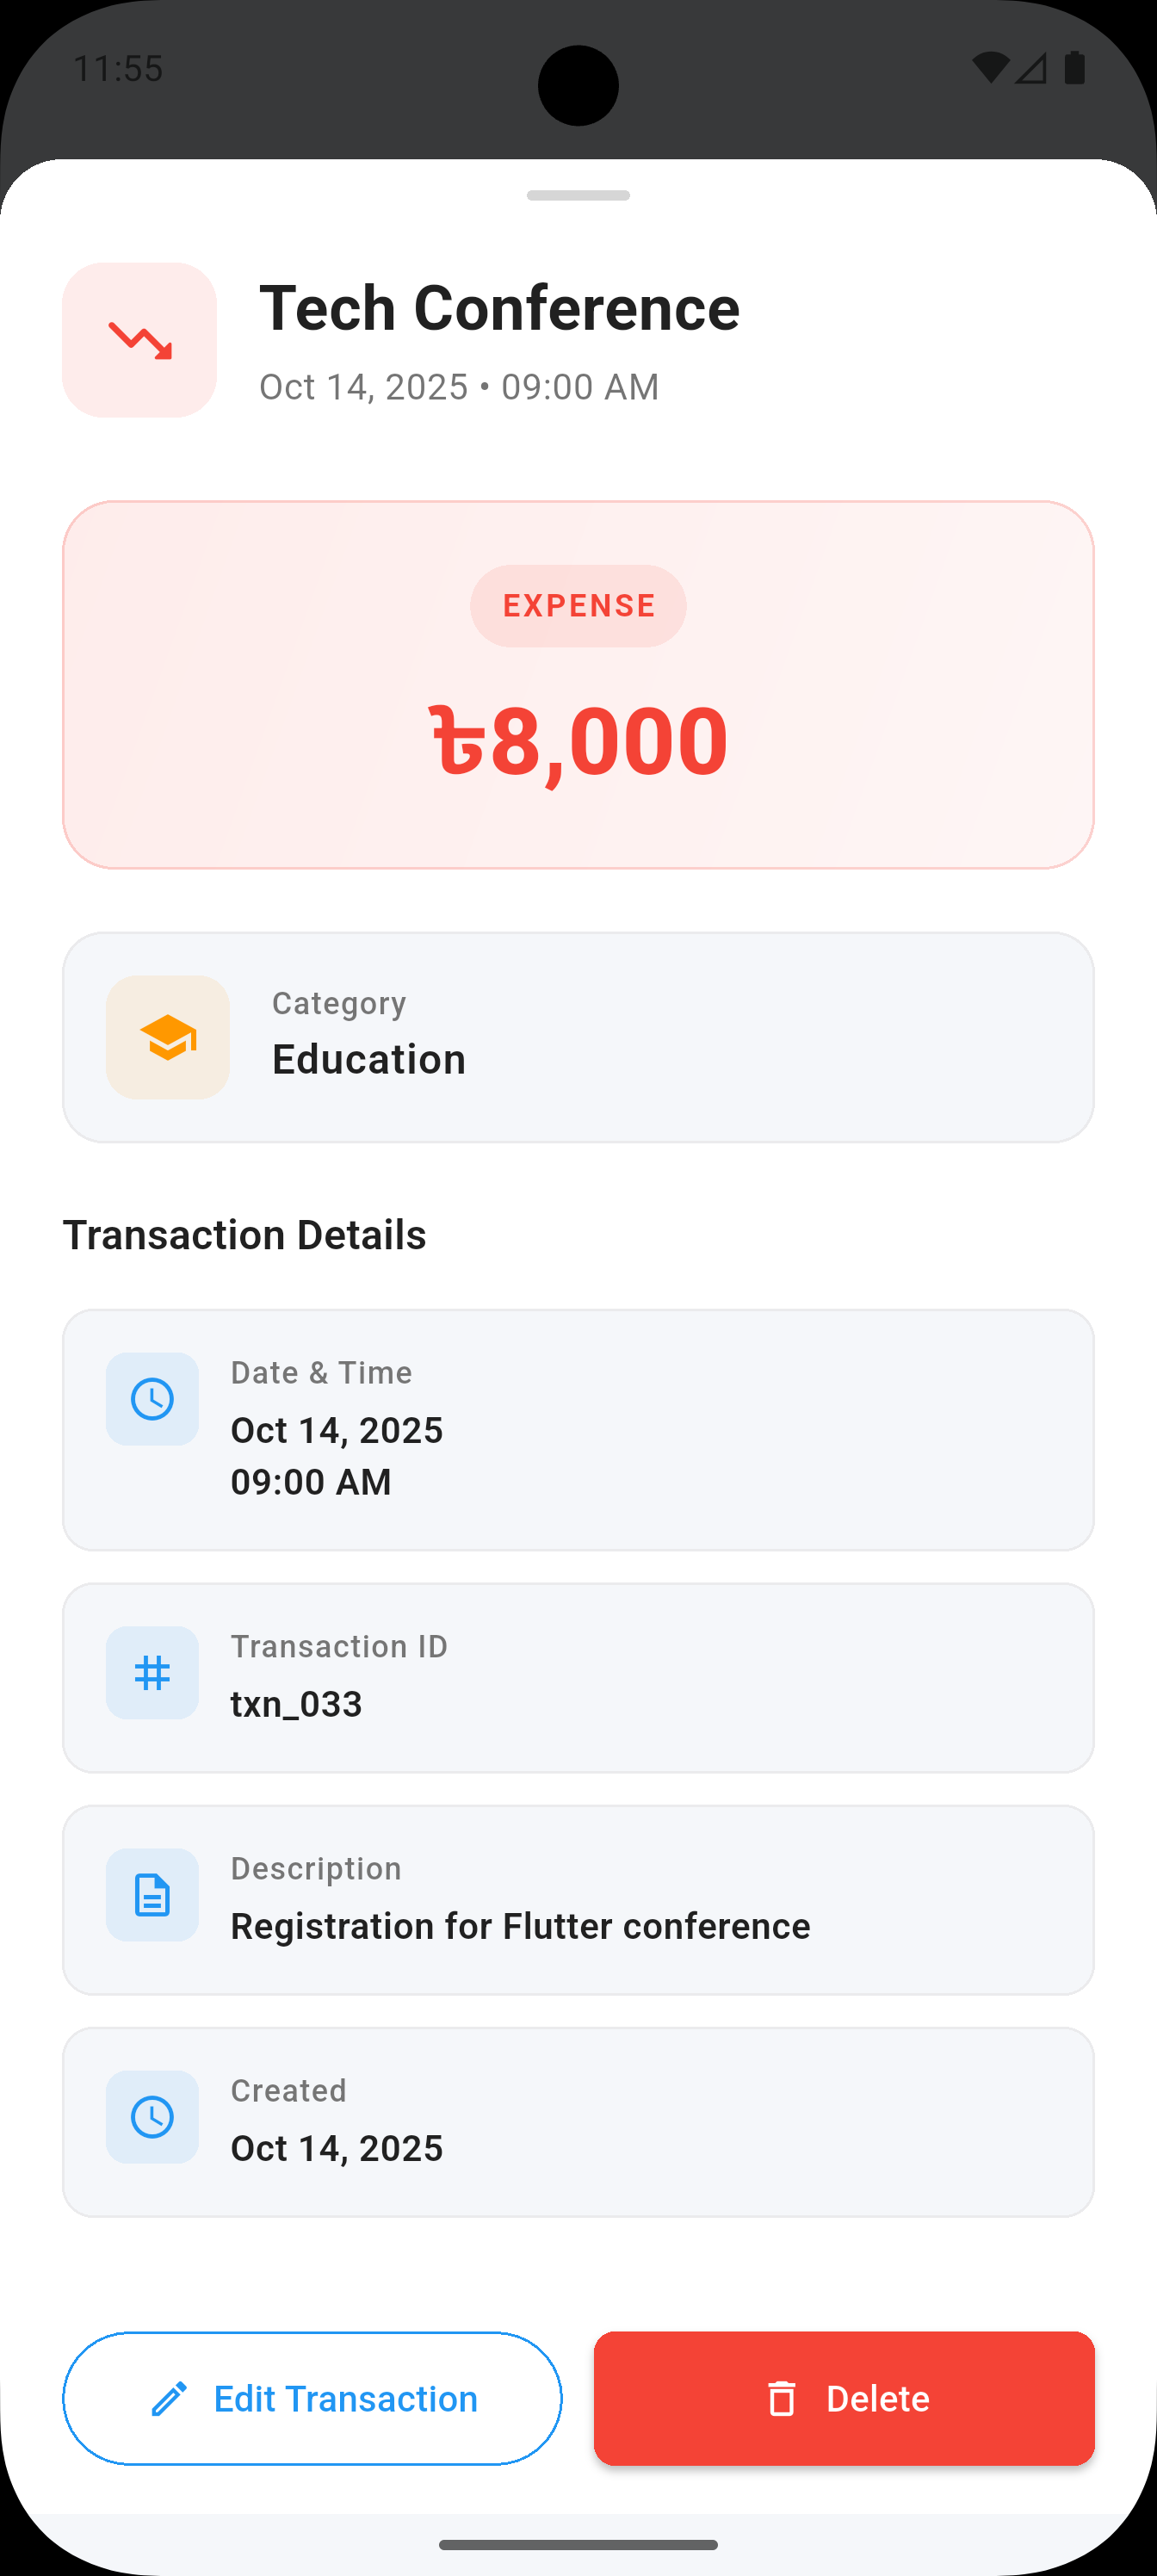 11:55
Tech Conference
Oct 14, 2025 • 09:00 AM
EXPENSE
৳8,000
Category
Education
Transaction Details
Date & Time
Oct 14, 2025
09:00 AM
Transaction ID
txn_033
Description
Registration for Flutter conference
Created
Oct 14, 2025
Edit Transaction
Delete